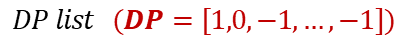 DP list (DP = [1,0, −1, … , −1])